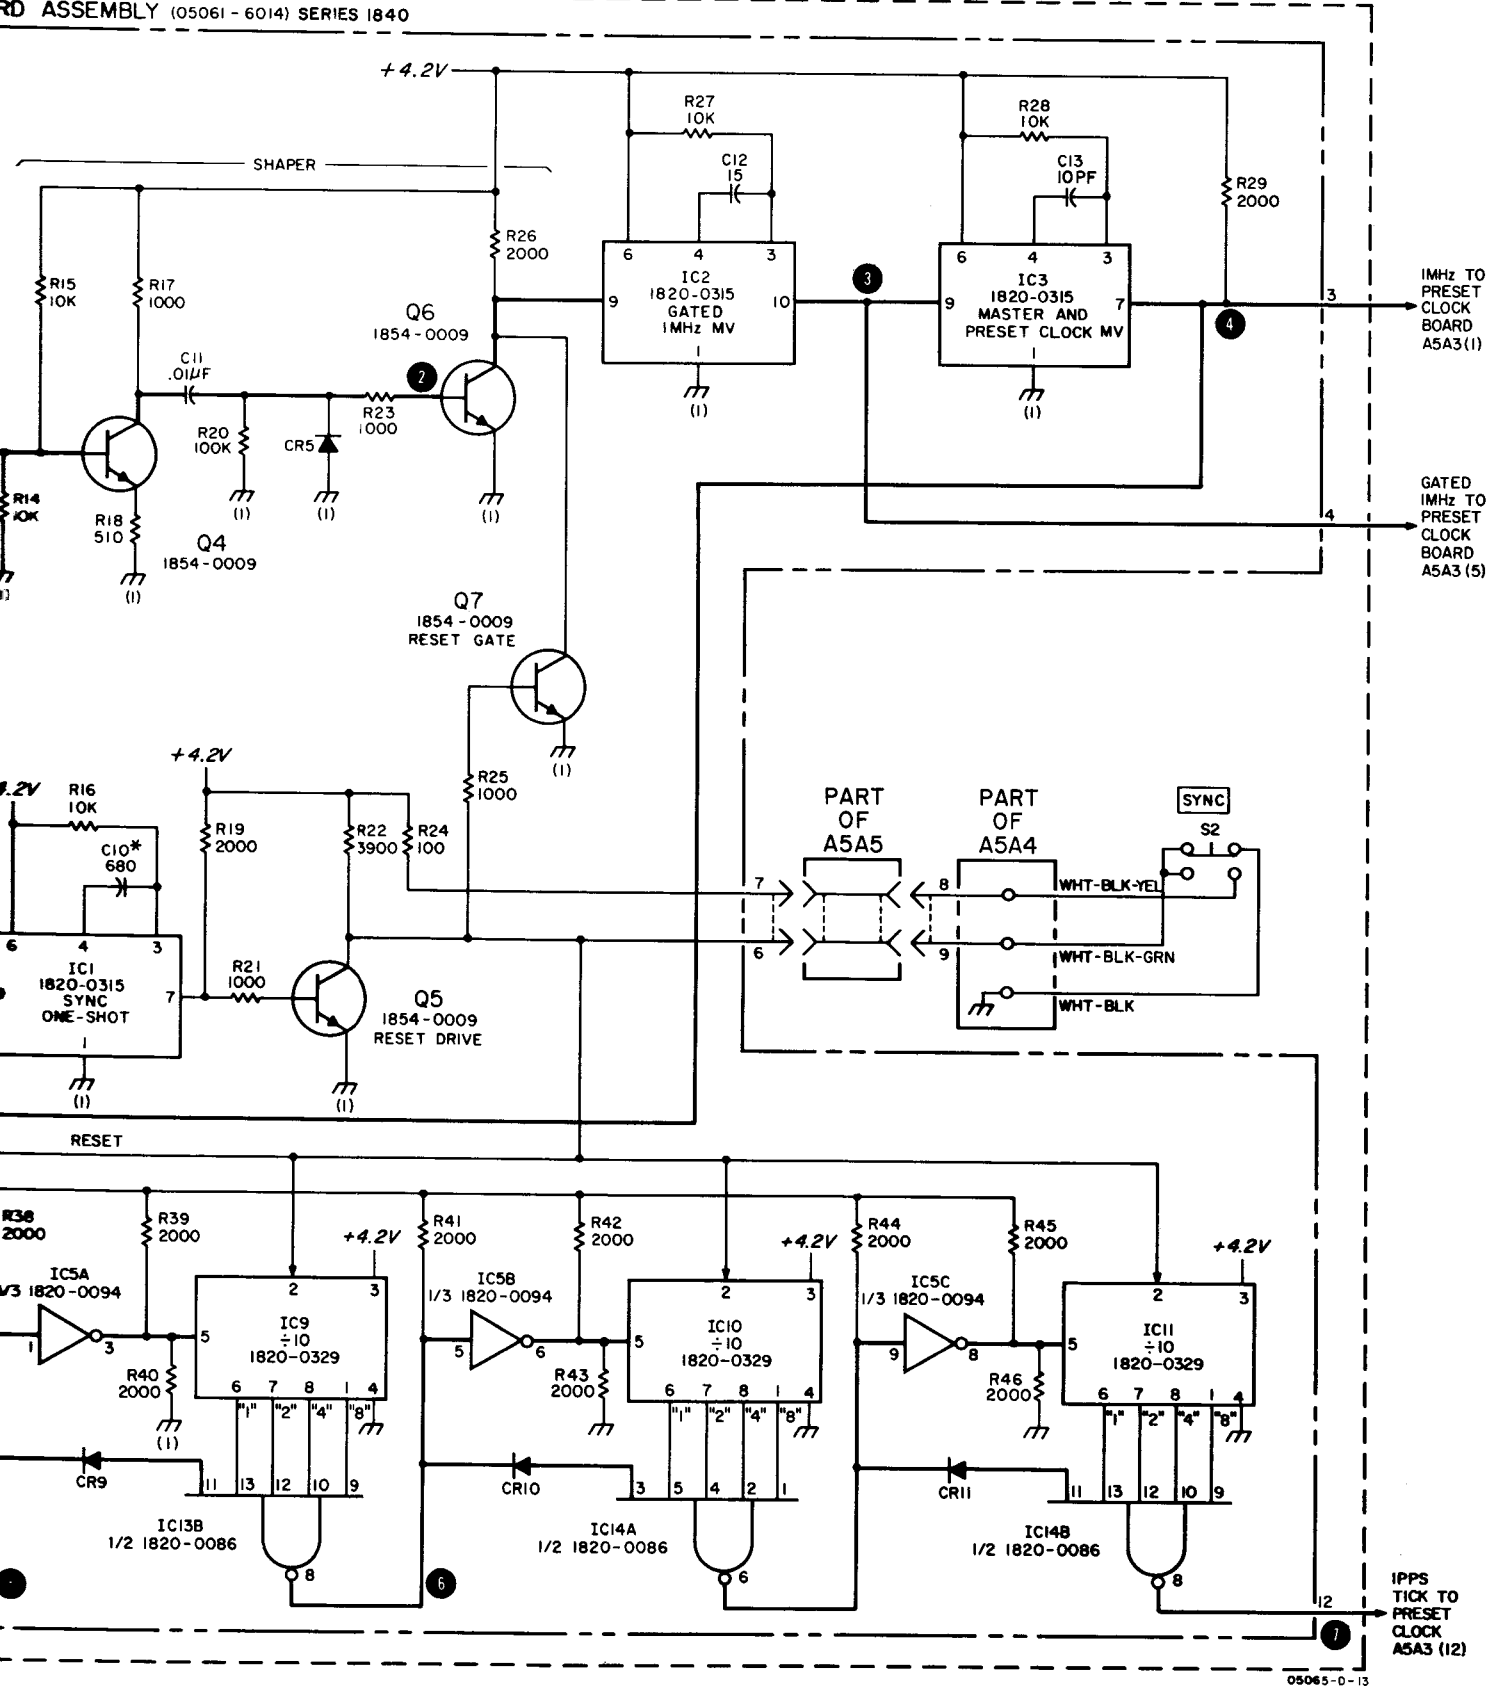 RD ASSEMBLY (05061-6014) SERIES 1840
+4.2V
SHAPER
R27
10K
C12
15
R28
10K
C13
10PF
R29
2000
R15
10K
R17
1000
R26
2000
6 4 3
IC2
1820-0315
GATED
1MHz MV
9
10
1
(1)
3
6 4 3
IC3
1820-0315
MASTER AND
PRESET CLOCK MV
9
7
1
(1)
4
3
1MHz TO
PRESET
CLOCK
BOARD
A5A3(1)
Q6
1854-0009
C11
.01µF
2
R23
1000
R20
100K
(1)
CR5
(1)
(1)
R14
10K
R18
510
(1)
Q4
1854-0009
4
GATED
1MHz TO
PRESET
CLOCK
BOARD
A5A3(5)
Q7
1854-0009
RESET GATE
(1)
R25
1000
4.2V
R16
10K
C10*
680
+4.2V
R19
2000
R22
3900
R24
100
6 4 3
IC1
1820-0315
SYNC
ONE-SHOT
7
1
(1)
R21
1000
Q5
1854-0009
RESET DRIVE
(1)
PART
OF
A5A5
PART
OF
A5A4
SYNC
S2
7
8
WHT-BLK-YEL
6
9
WHT-BLK-GRN
WHT-BLK
RESET
R38
2000
R39
2000
+4.2V
R41
2000
R42
2000
+4.2V
R44
2000
R45
2000
+4.2V
IC5A
1/3 1820-0094
1
3
R40
2000
(1)
2 3
5
IC9
÷10
1820-0329
6 7 8 1 4
"1" "2" "4" "8"
IC5B
1/3 1820-0094
5
6
R43
2000
2 3
5
IC10
÷10
1820-0329
6 7 8 1 4
"1" "2" "4" "8"
IC5C
1/3 1820-0094
9
8
R46
2000
2 3
5
IC11
÷10
1820-0329
6 7 8 1 4
"1" "2" "4" "8"
CR9
11 13 12 10 9
IC13B
1/2 1820-0086
8
6
CR10
3 5 4 2 1
IC14A
1/2 1820-0086
6
CR11
11 13 12 10 9
IC14B
1/2 1820-0086
8
12
7
1PPS
TICK TO
PRESET
CLOCK
A5A3 (12)
05065-D-13